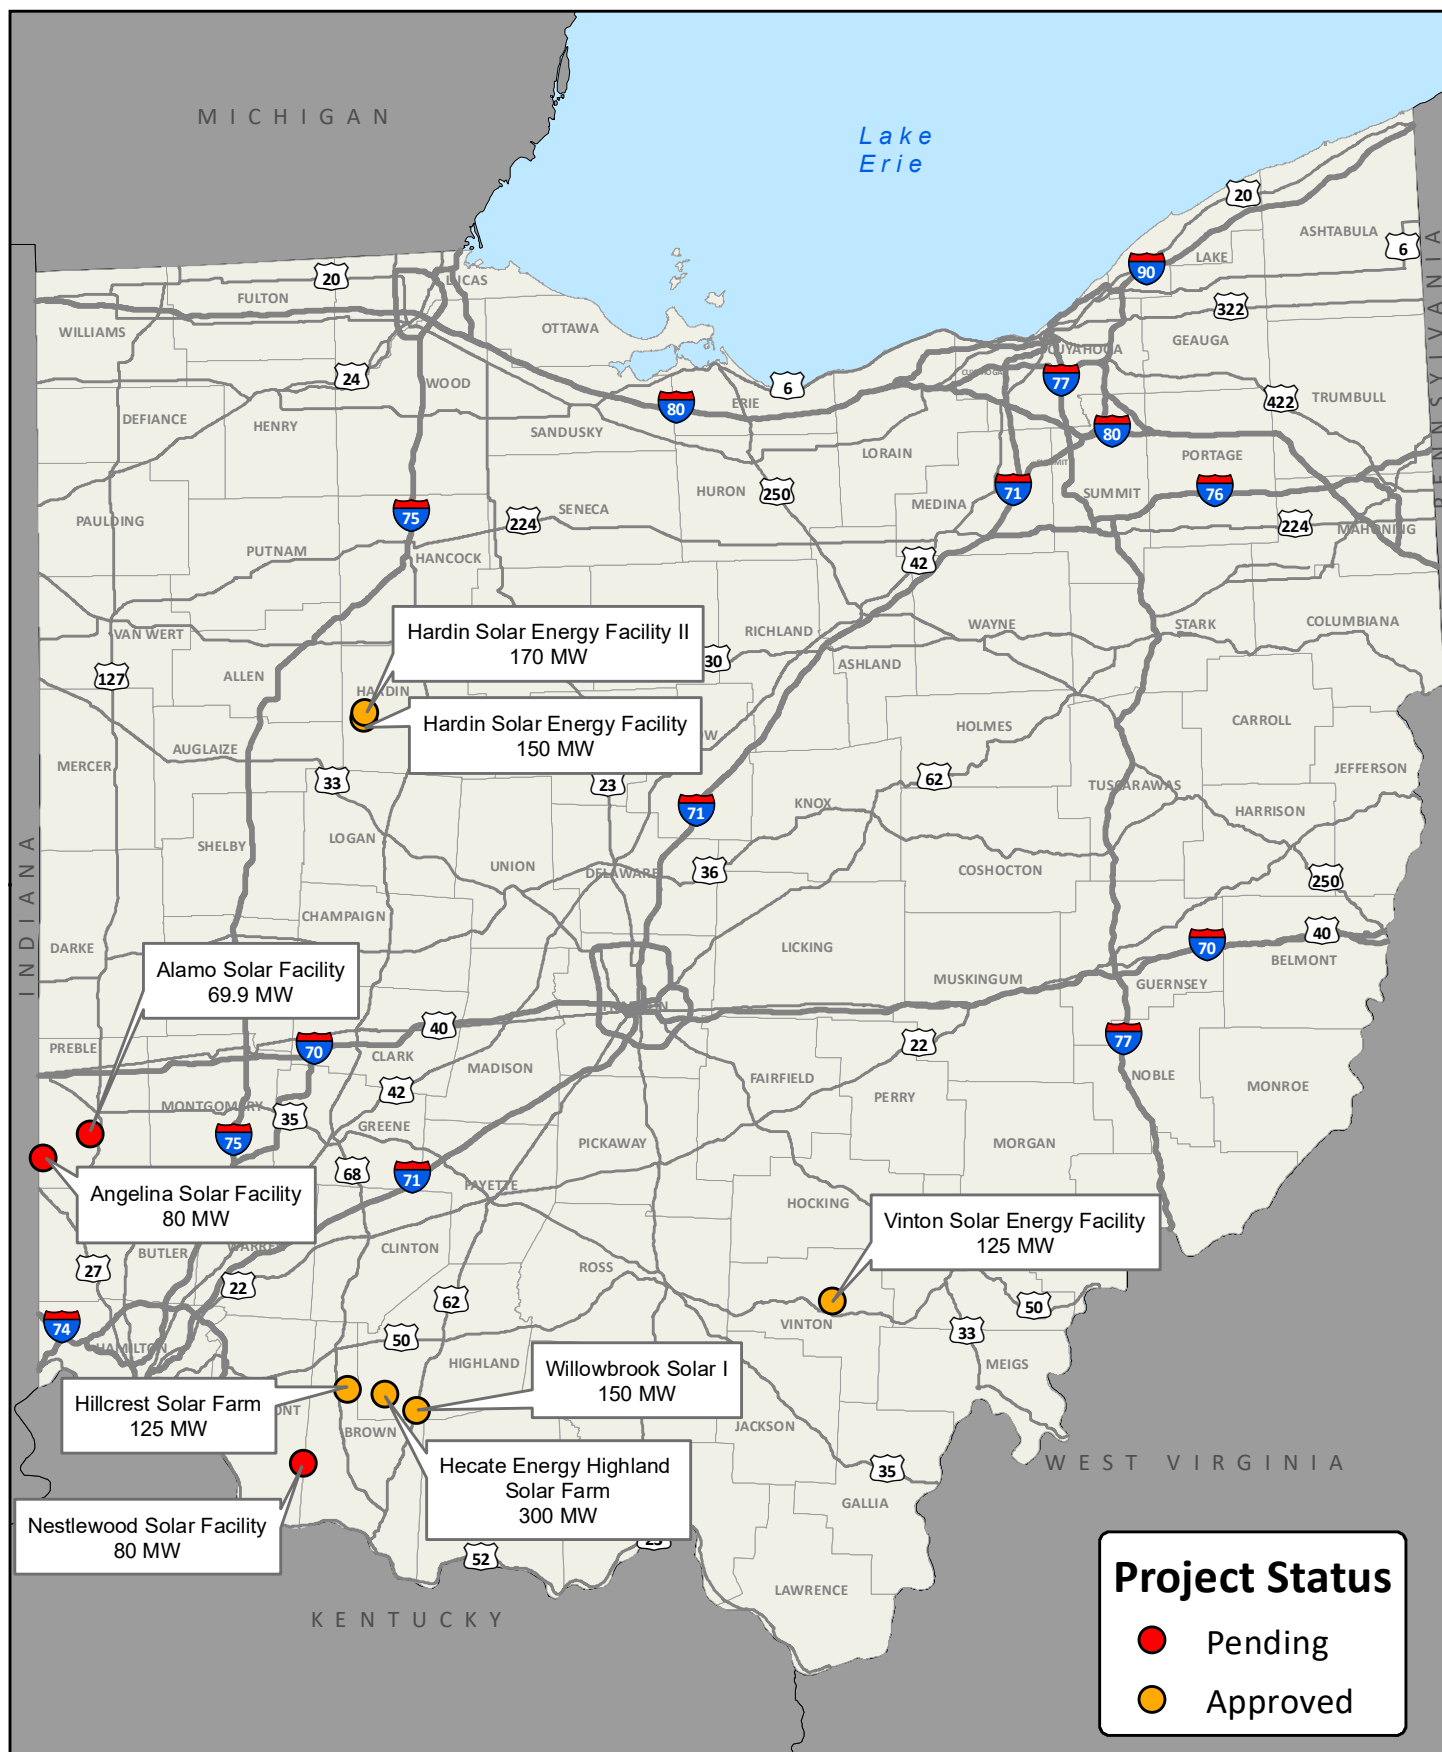 MICHIGAN
Lake
Erie
20
ASHTABULA
6
LAKE
90
20
LUCAS
FULTON
322
WILLIAMS
OTTAWA
GEAUGA
CUYAHOGA
24
WOOD
77
6
80
ERIE
422
TRUMBULL
DEFIANCE
HENRY
SANDUSKY
80
LORAIN
PORTAGE
PENNSYLVANIA
HURON
250
71
SUMMIT
76
MEDINA
75
SENECA
PAULDING
224
224
MAHONING
PUTNAM
HANCOCK
42
Hardin Solar Energy Facility II
170 MW
RICHLAND
WAYNE
STARK
COLUMBIANA
VAN WERT
30
ASHLAND
127
ALLEN
HARDIN
Hardin Solar Energy Facility
150 MW
OW
HOLMES
CARROLL
AUGLAIZE
MERCER
33
23
62
JEFFERSON
TUSCARAWAS
71
KNOX
HARRISON
INDIANA
SHELBY
LOGAN
UNION
DELAWARE
36
COSHOCTON
250
CHAMPAIGN
DARKE
LICKING
70
40
BELMONT
Alamo Solar Facility
69.9 MW
MUSKINGUM
GUERNSEY
PREBLE
70
40
CLARK
MADISON
22
77
FAIRFIELD
NOBLE
MONROE
42
PERRY
MONTGOMERY
35
GREENE
75
PICKAWAY
MORGAN
68
71
FAYETTE
Angelina Solar Facility
80 MW
HOCKING
Vinton Solar Energy Facility
125 MW
BUTLER
WARREN
CLINTON
27
22
ROSS
62
50
74
50
VINTON
33
HAMILTON
HIGHLAND
MEIGS
Willowbrook Solar I
150 MW
Hillcrest Solar Farm
125 MW
ONT
BROWN
JACKSON
Hecate Energy Highland
Solar Farm
300 MW
WEST VIRGINIA
35
GALLIA
Nestlewood Solar Facility
80 MW
52
LAWRENCE
KENTUCKY
Project Status
Pending
Approved